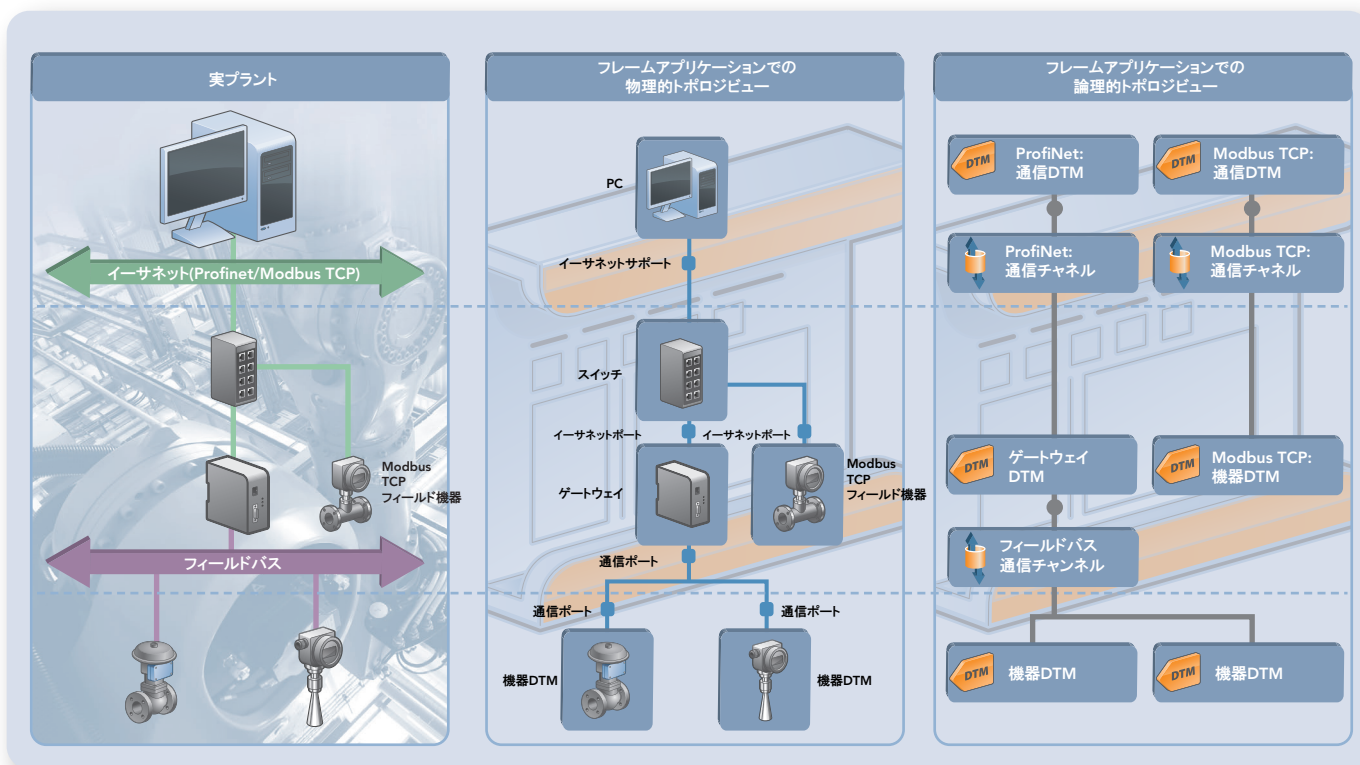 実プラント
イーサネット(Profinet/Modbus TCP)
Modbus
TCP
フィールド機器
フィールドバス
フレームアプリケーションでの
物理的トポロジビュー
PC
イーサネットサポート
スイッチ
イーサネットポート
イーサネットポート
ゲートウェイ
Modbus
TCP
フィールド機器
通信ポート
通信ポート
通信ポート
機器DTM
機器DTM
フレームアプリケーションでの
論理的トポロジビュー
DTM
ProfiNet:
通信DTM
DTM
Modbus TCP:
通信DTM
ProfiNet:
通信チャネル
Modbus TCP:
通信チャネル
DTM
ゲートウェイ
DTM
DTM
Modbus TCP:
機器DTM
フィールドバス
通信チャンネル
DTM
機器DTM
DTM
機器DTM